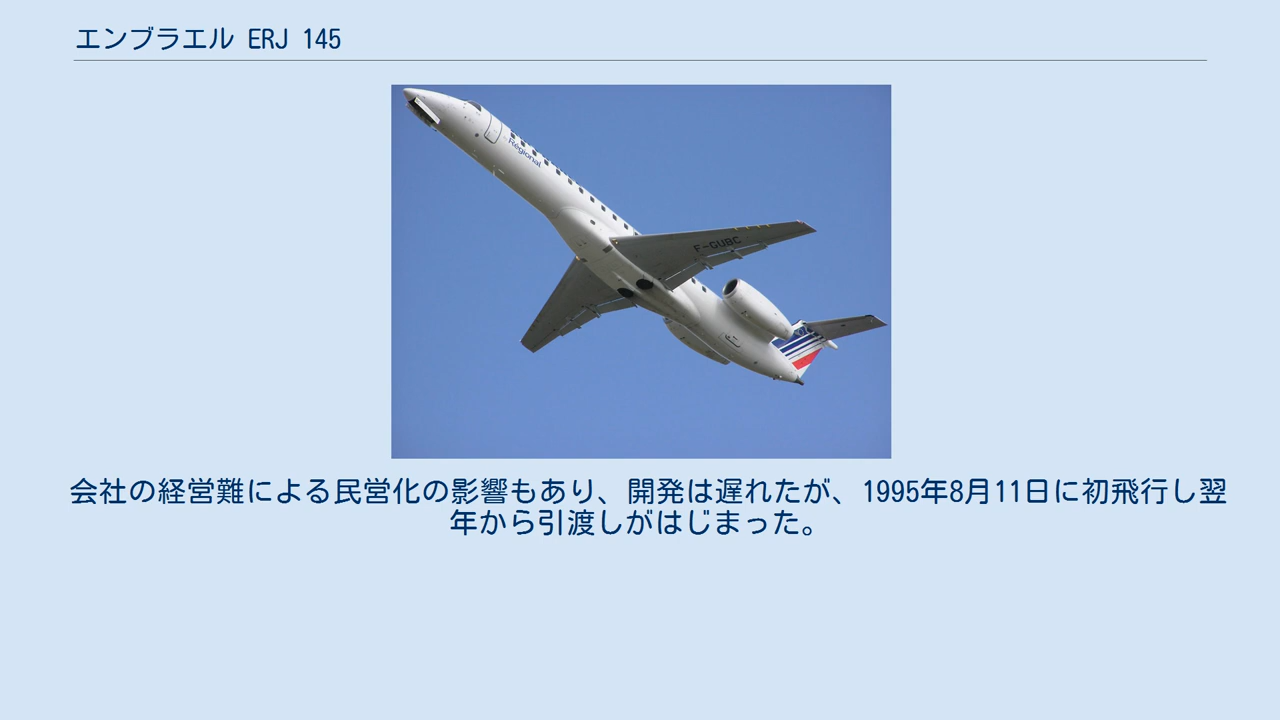 エンブラエル ERJ 145
Régional
F-GUBC
会社の経営難による民営化の影響もあり、開発は遅れたが、1995年8月11日に初飛行し翌
年から引渡しがはじまった。